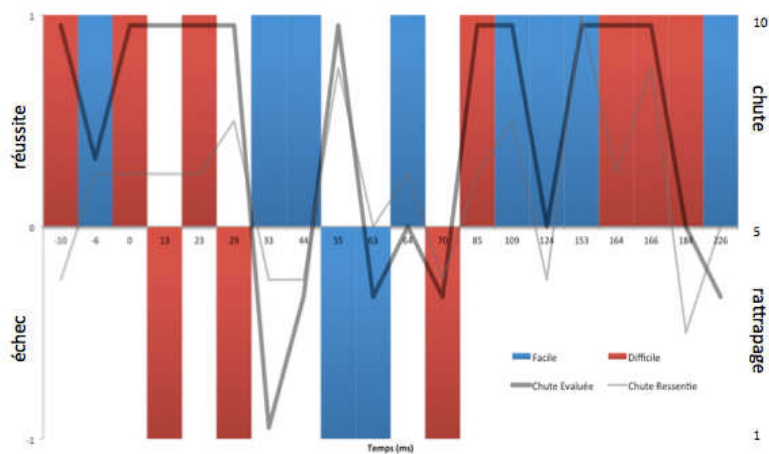 1
réussite
0
échec
-1
-10 -6 0 13 23 29 33 44 55 63 64 70 85 109 124 153 164 166 184 226
10
chute
5
rattrapage
1
Facile Difficile
Chute Evaluée Chute Ressentie
Temps (ms)